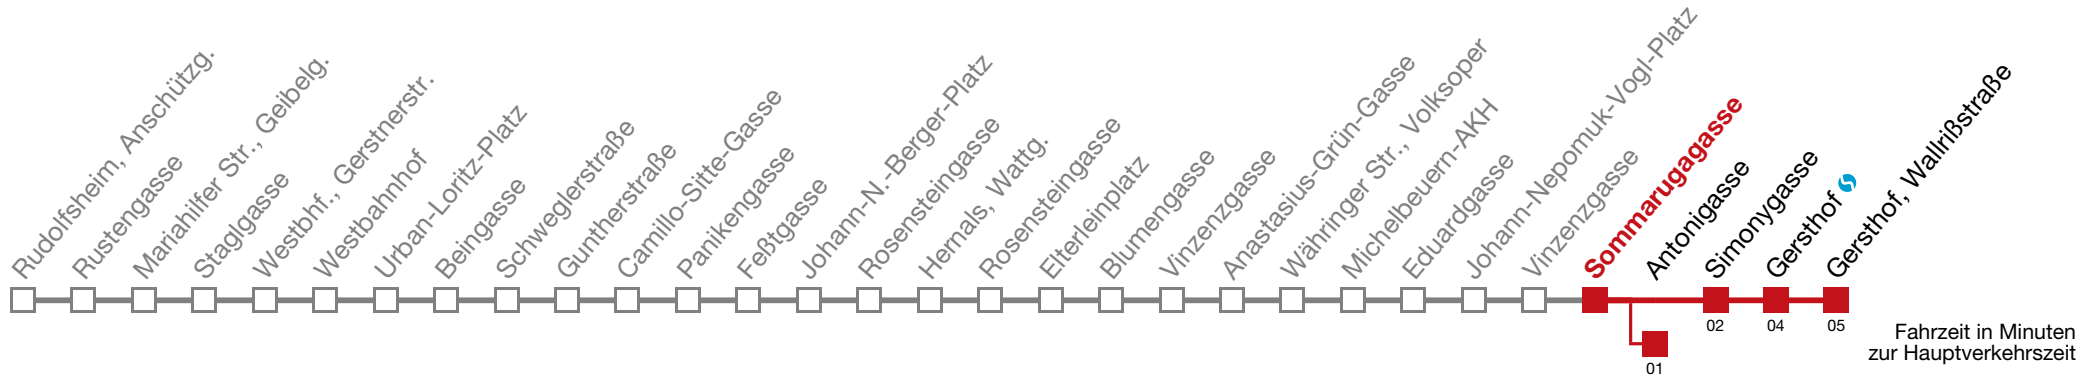 Rudolfsheim, Anschützg.
Rustengasse
Mariahilfer Str., Geibelg.
Staglgasse
Westbhf., Gerstnerstr.
Westbahnhof
Urban-Loritz-Platz
Beingasse
Schweglerstraße
Guntherstraße
Camillo-Sitte-Gasse
Panikengasse
Feßtgasse
Johann-N.-Berger-Platz
Rosensteingasse
Hernals, Wattg.
Rosensteingasse
Elterleinplatz
Blumengasse
Vinzenzgasse
Anastasius-Grün-Gasse
Währinger Str., Volksoper
Michelbeuern-AKH
Eduardgasse
Johann-Nepomuk-Vogl-Platz
Vinzenzgasse
Sommarugagasse
Antonigasse
Simonygasse
Gersthof
Gersthof, Wallrißstraße
02
04
05
01
Fahrzeit in Minuten
zur Hauptverkehrszeit